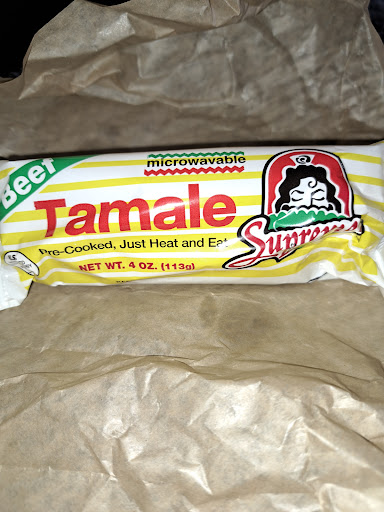 microwavable
Beef
Tamale
Supreme
Pre-Cooked, Just Heat and Eat
NET WT. 4 OZ. (113g)